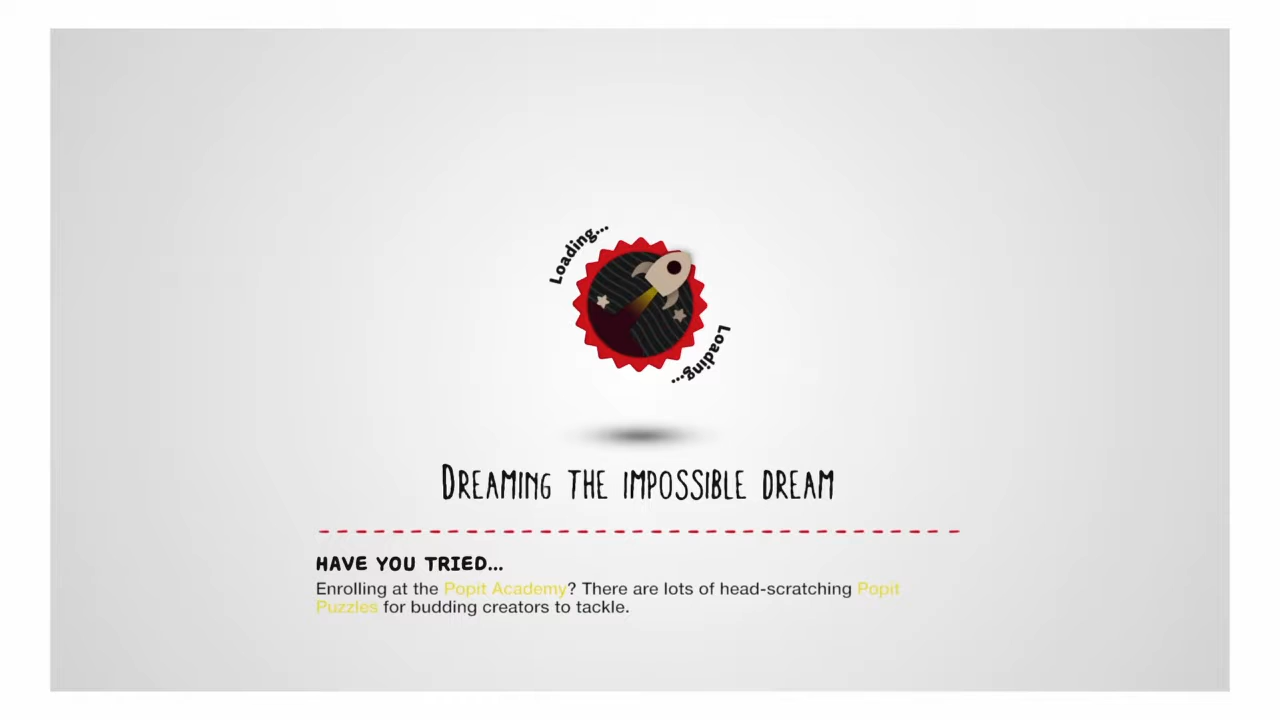 Loading...
Loading...
Dreaming the impossible dream
HAVE YOU TRIED...
Enrolling at the Popit Academy? There are lots of head-scratching Popit
Puzzles for budding creators to tackle.